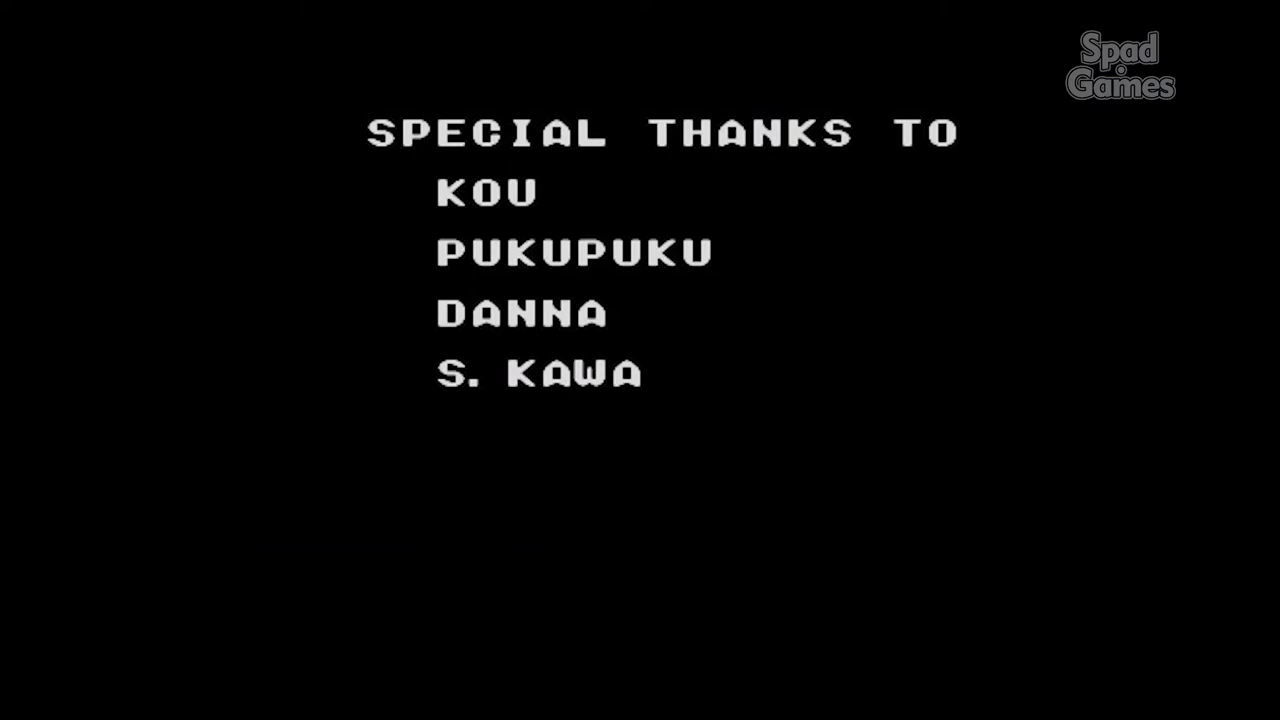 Spad
Games
SPECIAL THANKS TO
KOU
PUKUPUKU
DANNA
S. KAWA